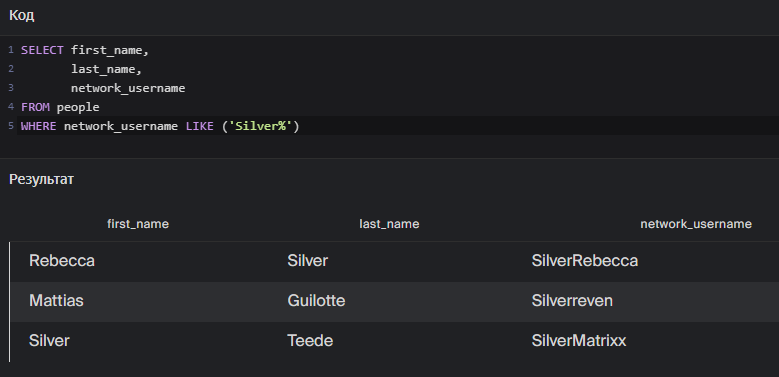 Код
1 SELECT first_name,
2 last_name,
3 network_username
4 FROM people
5 WHERE network_username LIKE ('Silver%')
Результат
first_name last_name network_username
Rebecca Silver SilverRebecca
Mattias Guilotte Silverreven
Silver Teede SilverMatrixx